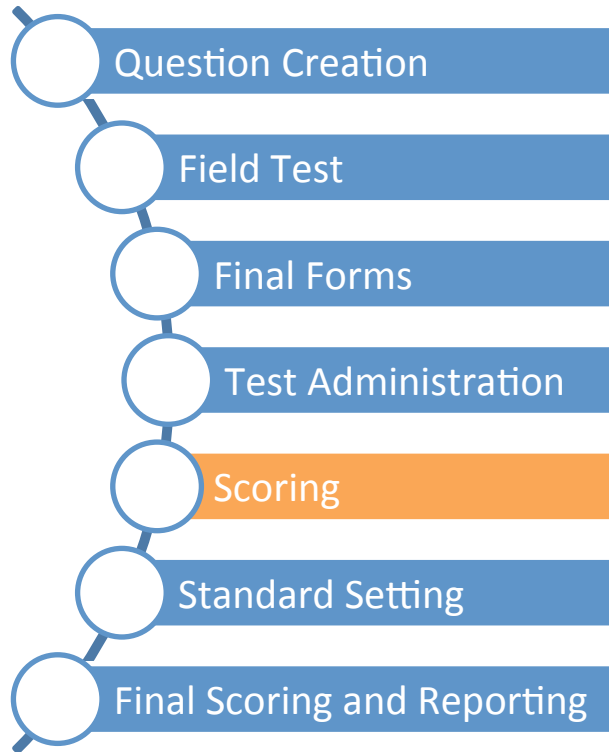 Question Creation
Field Test
Final Forms
Test Administration
Scoring
Standard Setting
Final Scoring and Reporting